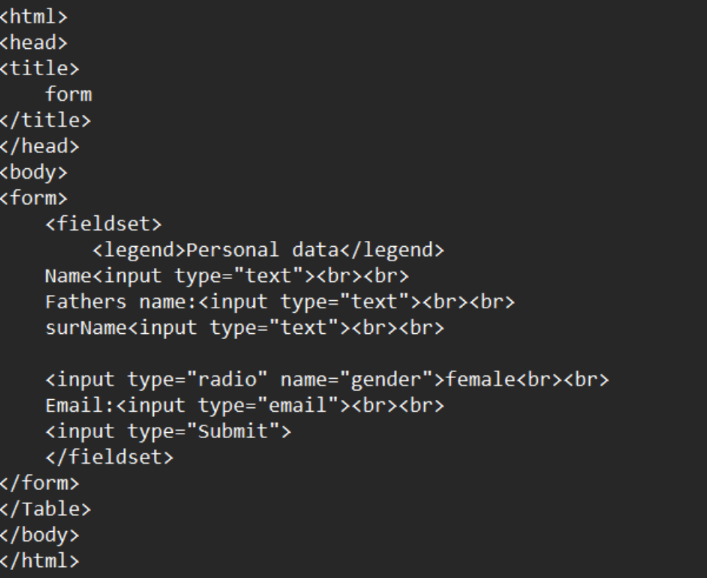 <html>
<head>
<title>
    form
</title>
</head>
<body>
<form>
    <fieldset>
        <legend>Personal data</legend>
    Name<input type="text"><br><br>
    Fathers name:<input type="text"><br><br>
    surName<input type="text"><br><br>

    <input type="radio" name="gender">female<br><br>
    Email:<input type="email"><br><br>
    <input type="Submit">
    </fieldset>
</form>
</Table>
</body>
</html>